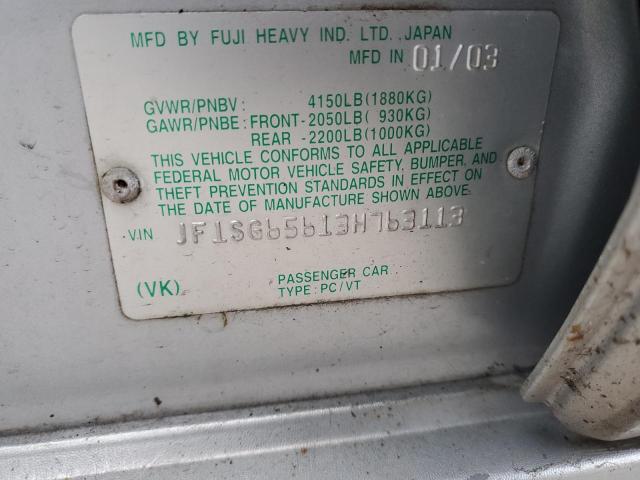 MFD BY FUJI HEAVY IND. LTD. JAPAN
MFD IN 01/03
GVWR/PNBV: 4150LB(1880KG)
GAWR/PNBE: FRONT-2050LB( 930KG)
REAR -2200LB(1000KG)
THIS VEHICLE CONFORMS TO ALL APPLICABLE
FEDERAL MOTOR VEHICLE SAFETY, BUMPER, AND
THEFT PREVENTION STANDARDS IN EFFECT ON
THE DATE OF MANUFACTURE SHOWN ABOVE.
VIN JF1SG65613H763113
(VK) PASSENGER CAR
TYPE: PC/VT